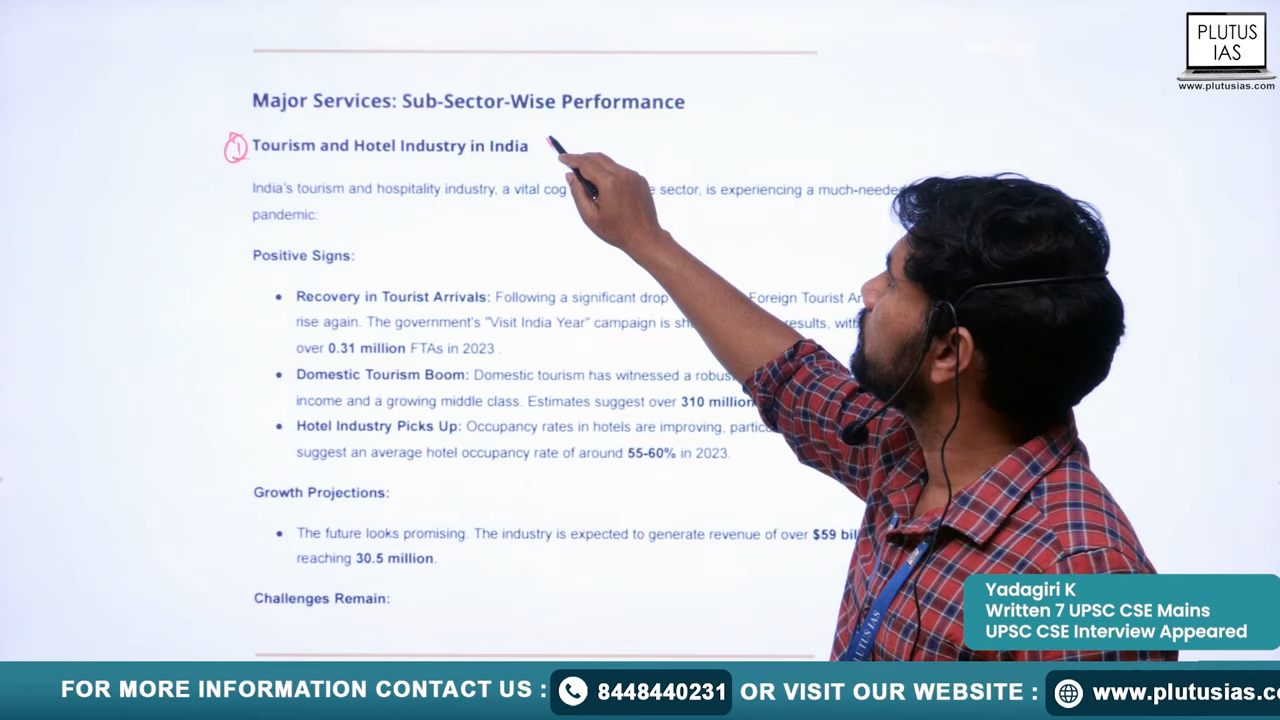 PLUTUS
IAS
www.plutusias.com
Major Services: Sub-Sector-Wise Performance
1 Tourism and Hotel Industry in India
India's tourism and hospitality industry, a vital cog sector, is experiencing a much-needed
pandemic:
Positive Signs:
• Recovery in Tourist Arrivals: Following a significant drop Foreign Tourist
rise again. The government's "Visit India Year" campaign is results, with
over 0.31 million FTAs in 2023 .
• Domestic Tourism Boom: Domestic tourism has witnessed a
income and a growing middle class. Estimates suggest over 310 million
• Hotel Industry Picks Up: Occupancy rates in hotels are improving,
suggest an average hotel occupancy rate of around 55-60% in 2023.
Growth Projections:
• The future looks promising. The industry is expected to generate revenue of over $59
reaching 30.5 million.
Challenges Remain:
PLUTUS IAS
Yadagiri K
Written 7 UPSC CSE Mains
UPSC CSE Interview Appeared
FOR MORE INFORMATION CONTACT US : 8448440231 OR VISIT OUR WEBSITE : www.plutusias.c